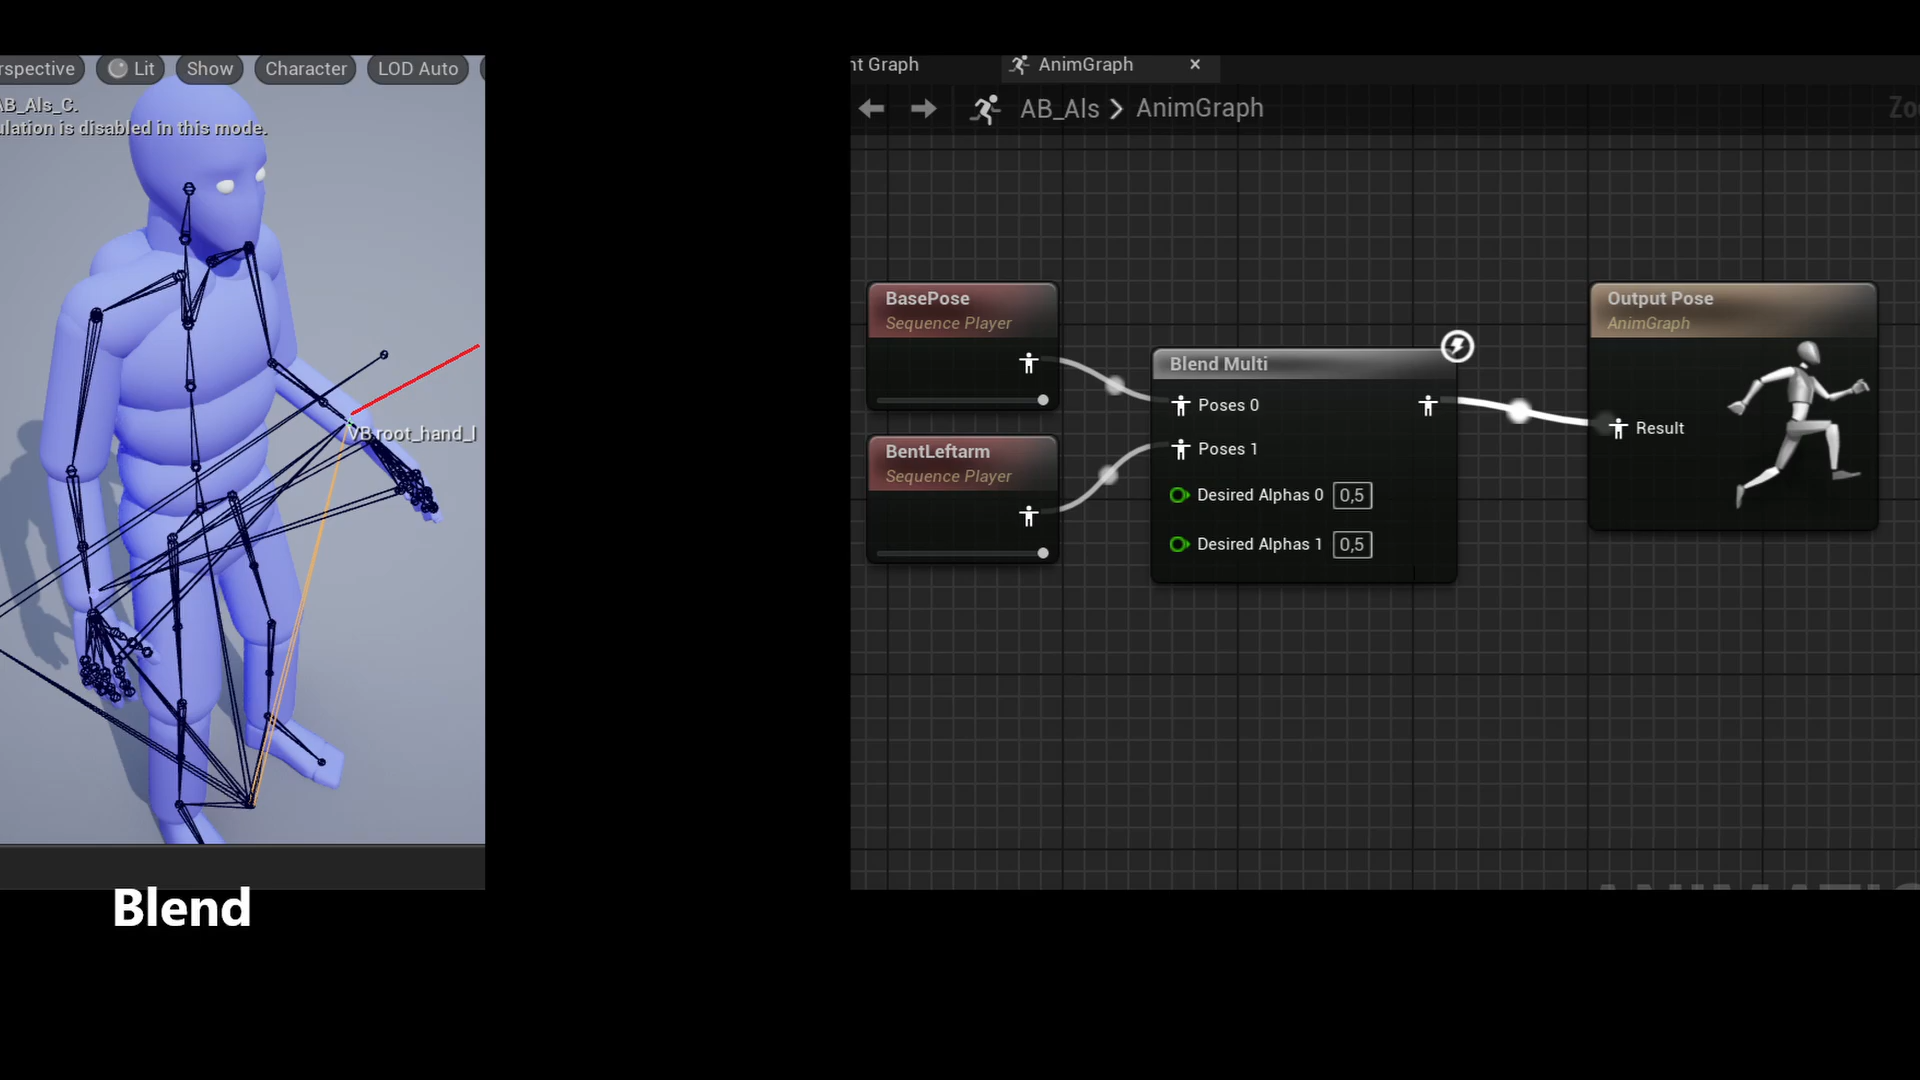 rspective
Lit
Show
Character
LOD Auto
AB_Als_C.
ulation is disabled in this mode.
VB root_hand_l
Blend
nt Graph
AnimGraph
AB_Als
AnimGraph
Zo
BasePose
Sequence Player
BentLeftarm
Sequence Player
Blend Multi
Poses 0
Poses 1
Desired Alphas 0 0,5
Desired Alphas 1 0,5
Output Pose
AnimGraph
Result